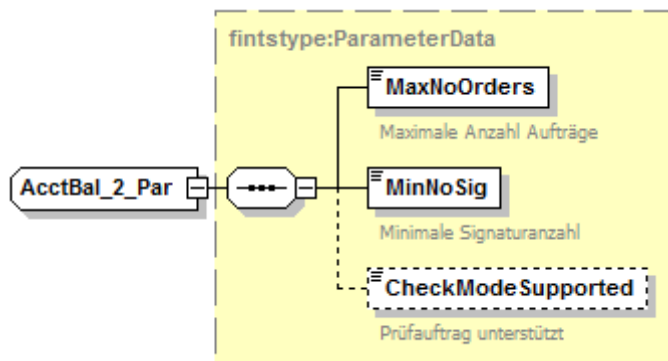 fintstype:ParameterData
MaxNoOrders
Maximale Anzahl Aufträge
AcctBal_2_Par
MinNoSig
Minimale Signaturanzahl
CheckModeSupported
Prüfauftrag unterstützt